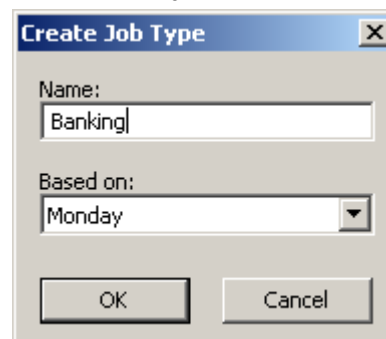 Create Job Type
Name:
Banking
Based on:
Monday
OK
Cancel